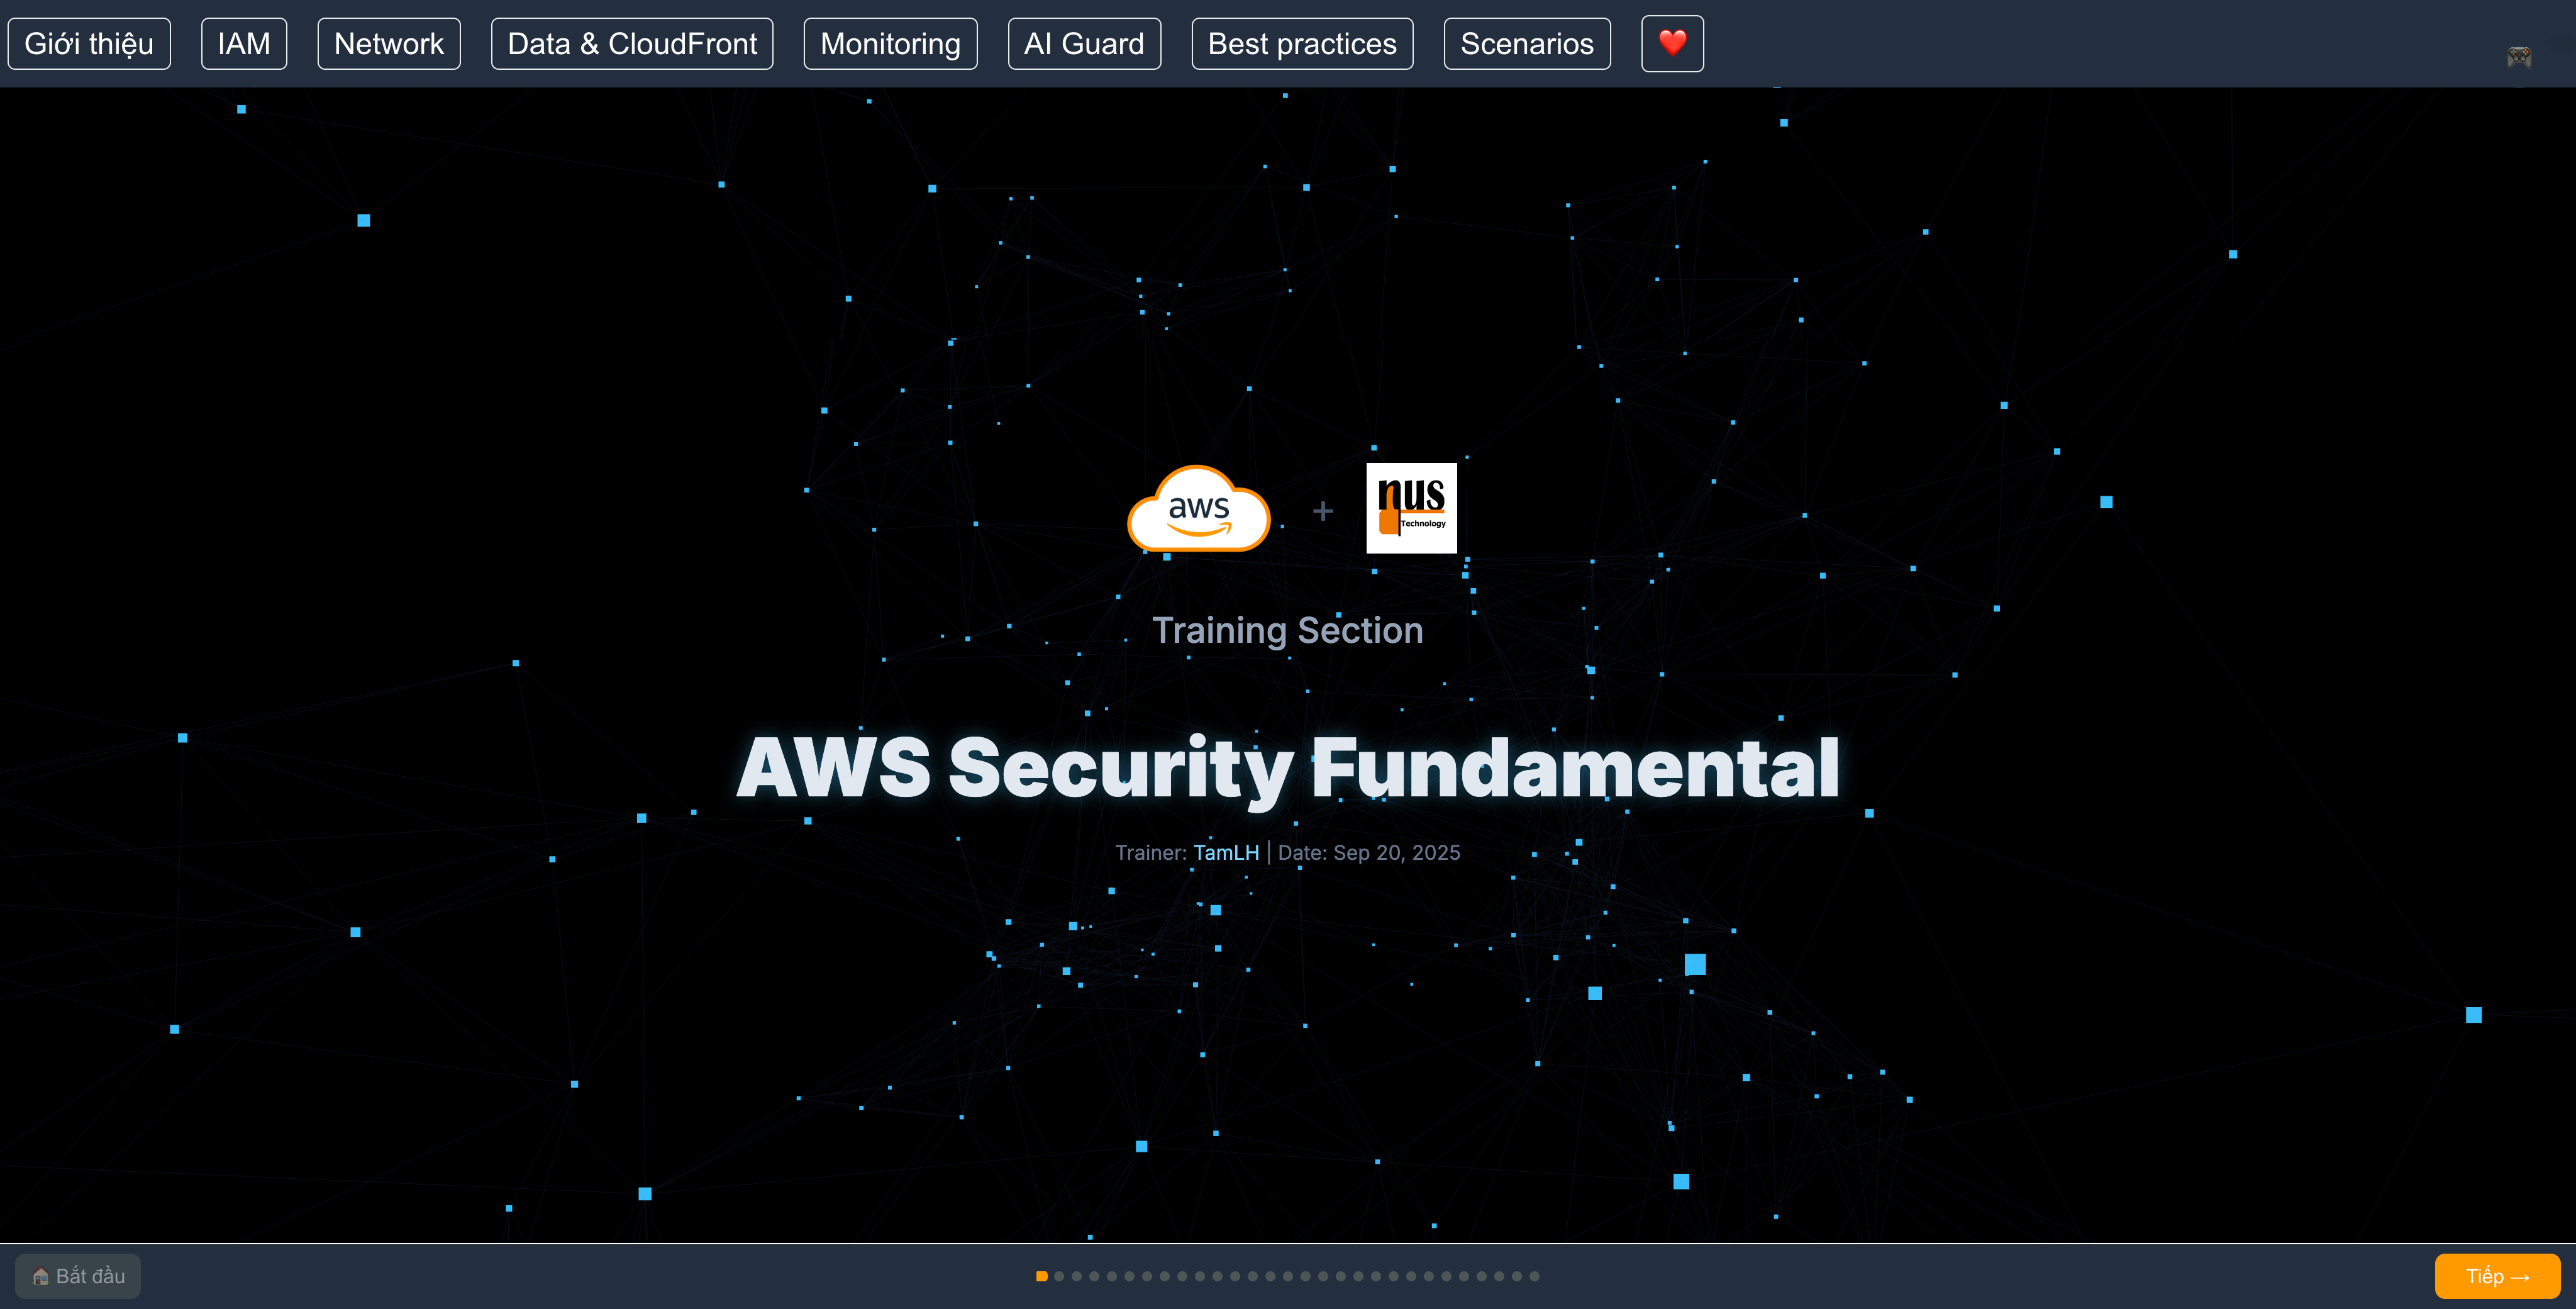 Giới thiệu
IAM
Network
Data & CloudFront
Monitoring
AI Guard
Best practices
Scenarios
aws
+
nus
Technology
Training Section
AWS Security Fundamental
Trainer: TamLH | Date: Sep 20, 2025
Bắt đầu
Tiếp →